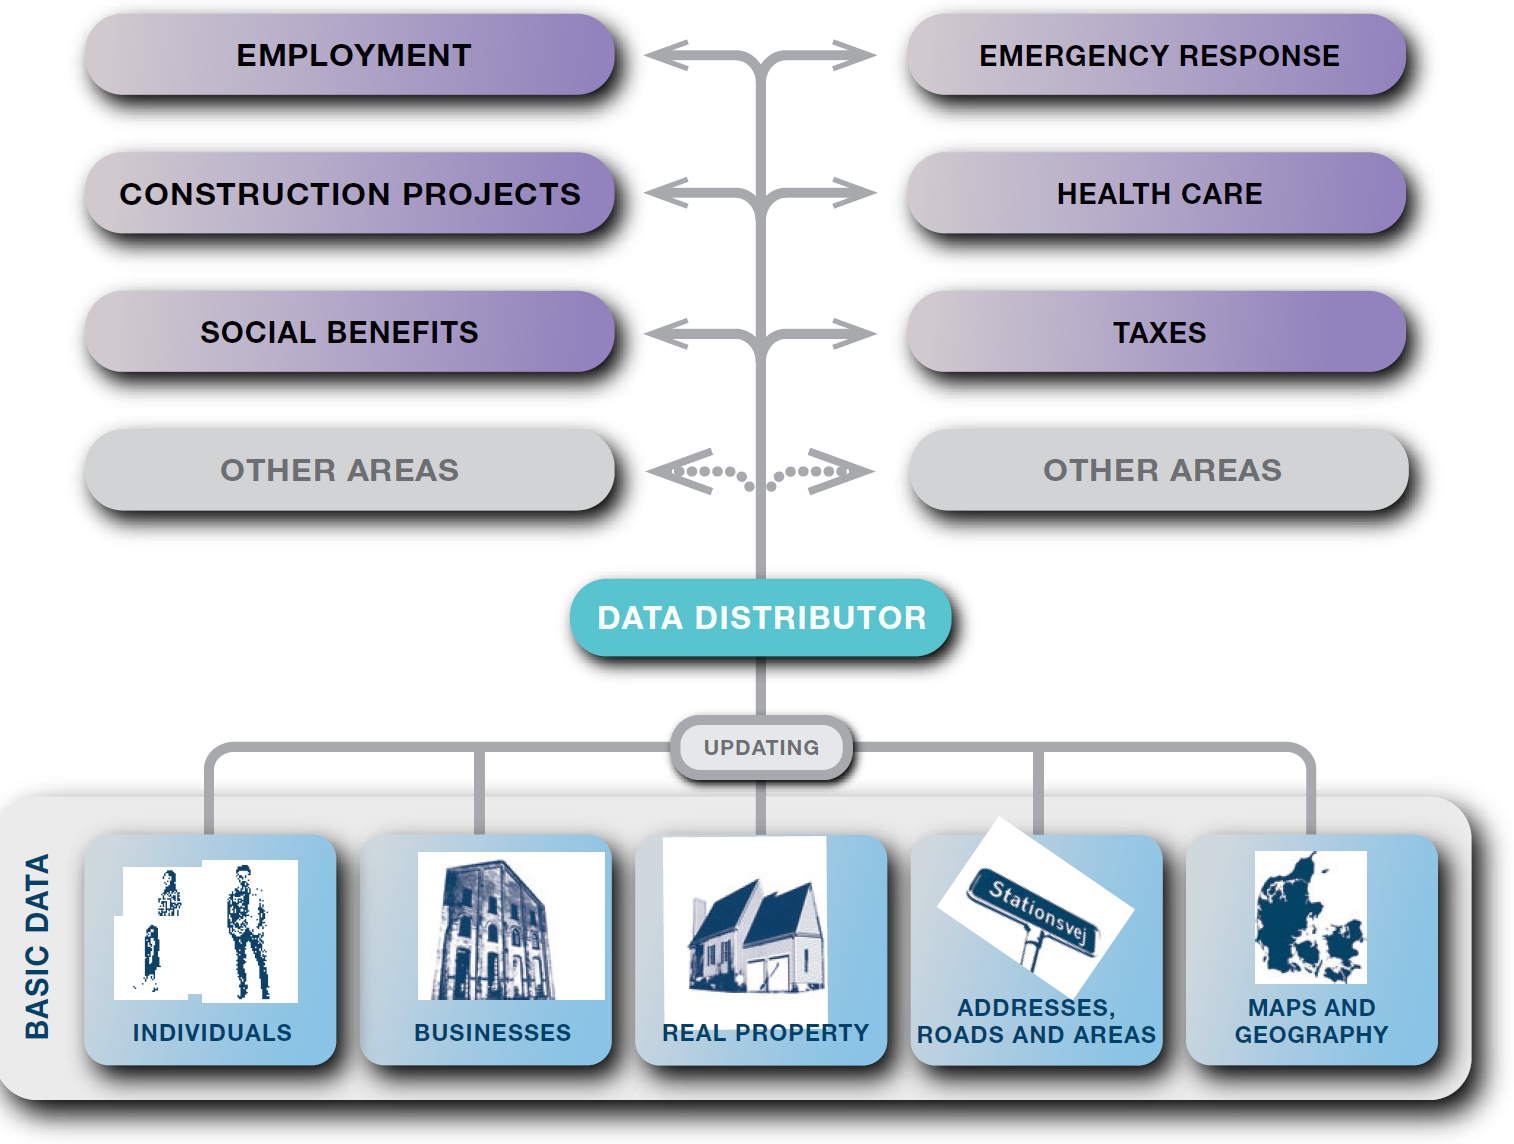 EMPLOYMENT
EMERGENCY RESPONSE
CONSTRUCTION PROJECTS
HEALTH CARE
SOCIAL BENEFITS
TAXES
OTHER AREAS
OTHER AREAS
DATA DISTRIBUTOR
UPDATING
BASIC DATA
Stationsvej
INDIVIDUALS
BUSINESSES
REAL PROPERTY
ADDRESSES,
ROADS AND AREAS
MAPS AND
GEOGRAPHY